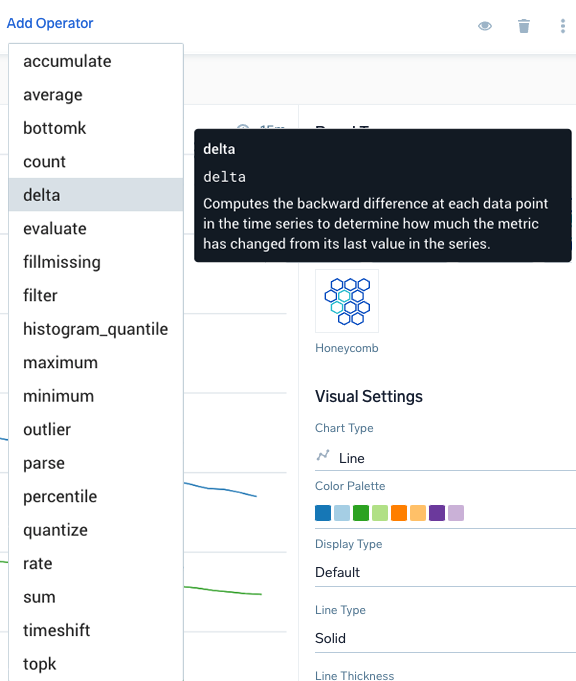 Add Operator
accumulate
average
bottomk
count
delta
evaluate
fillmissing
filter
histogram_quantile
maximum
minimum
outlier
parse
percentile
quantize
rate
sum
timeshift
topk
delta
delta
Computes the backward difference at each data point
in the time series to determine how much the metric
has changed from its last value in the series.
Honeycomb
Visual Settings
Chart Type
Line
Color Palette
Display Type
Default
Line Type
Solid
Line Thickness